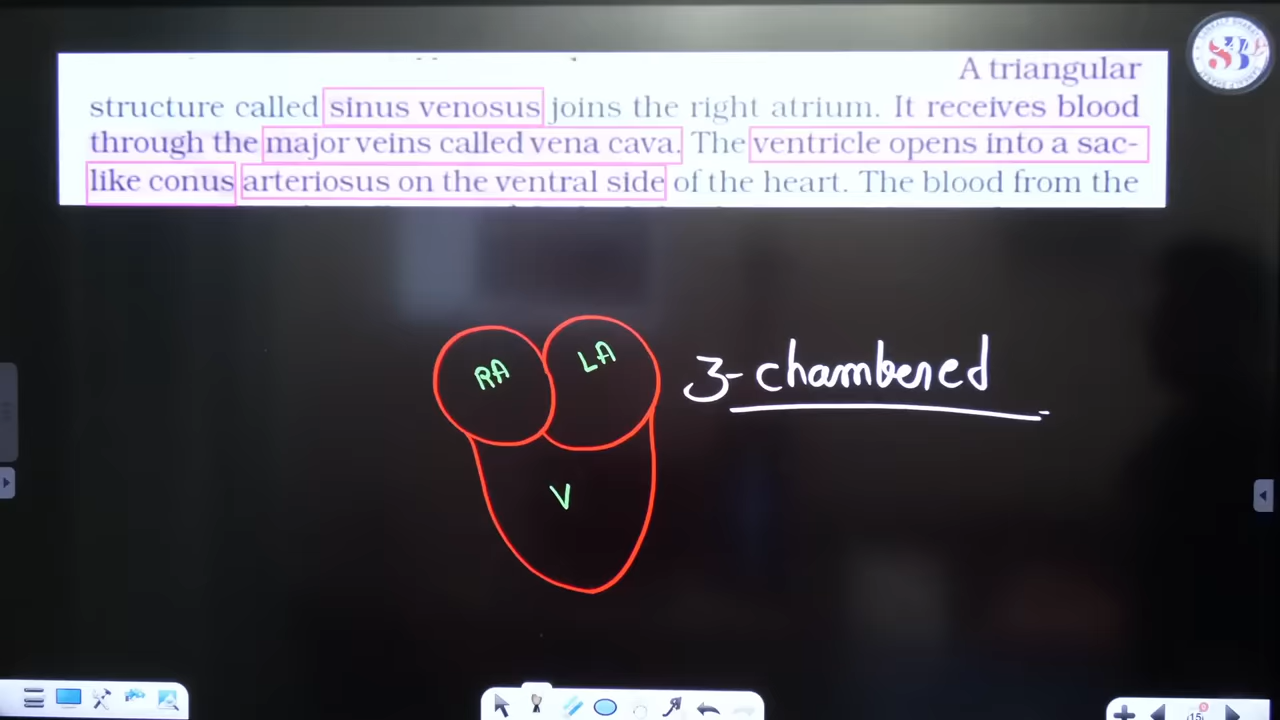 A triangular
structure called sinus venosus joins the right atrium. It receives blood
through the major veins called vena cava. The ventricle opens into a sac-
like conus arteriosus on the ventral side of the heart. The blood from the
RA LA 3-chambered
V
15